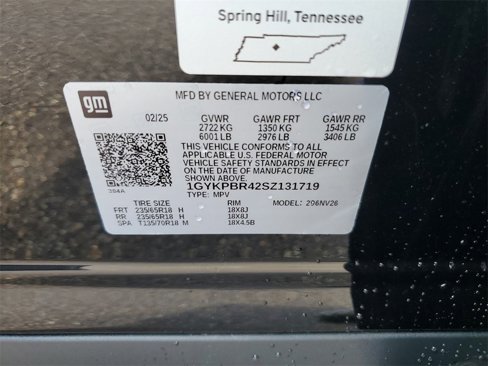 Spring Hill, Tennessee
gm
MFD BY GENERAL MOTORS LLC
02/25 GVWR GAWR FRT GAWR RR
2722 KG 1350 KG 1545 KG
6001 LB 2976 LB 3406 LB
THIS VEHICLE CONFORMS TO ALL
APPLICABLE U.S. FEDERAL MOTOR
VEHICLE SAFETY STANDARDS IN EFFECT
ON THE DATE OF MANUFACTURE
SHOWN ABOVE.
1GYKPBR42SZ131719
384A TYPE: MPV
TIRE SIZE RIM MODEL: 296NV26
FRT 235/65R18 H 18X8J
RR 235/65R18 H 18X8J
SPA T135/70R18 M 18X4.5B